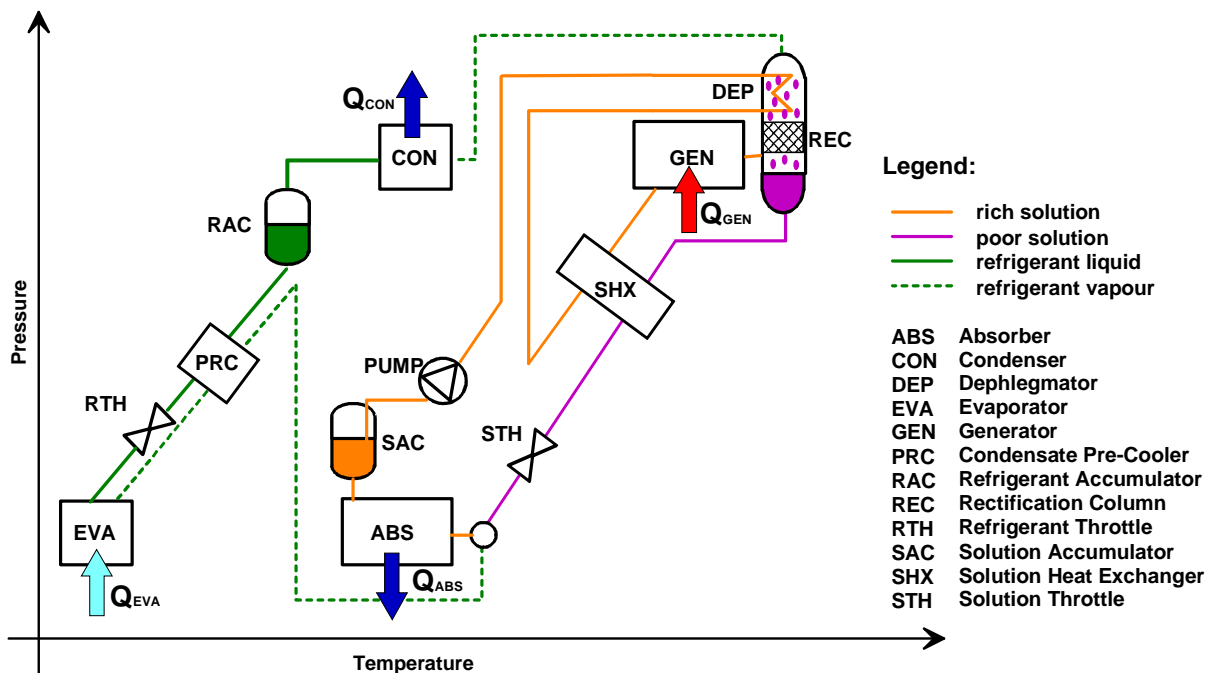 Pressure
Temperature
QCON
CON
DEP
REC
GEN
QGEN
RAC
SHX
PRC
PUMP
RTH
SAC
STH
EVA
ABS
QEVA
QABS
Legend:
rich solution
poor solution
refrigerant liquid
refrigerant vapour
ABS Absorber
CON Condenser
DEP Dephlegmator
EVA Evaporator
GEN Generator
PRC Condensate Pre-Cooler
RAC Refrigerant Accumulator
REC Rectification Column
RTH Refrigerant Throttle
SAC Solution Accumulator
SHX Solution Heat Exchanger
STH Solution Throttle